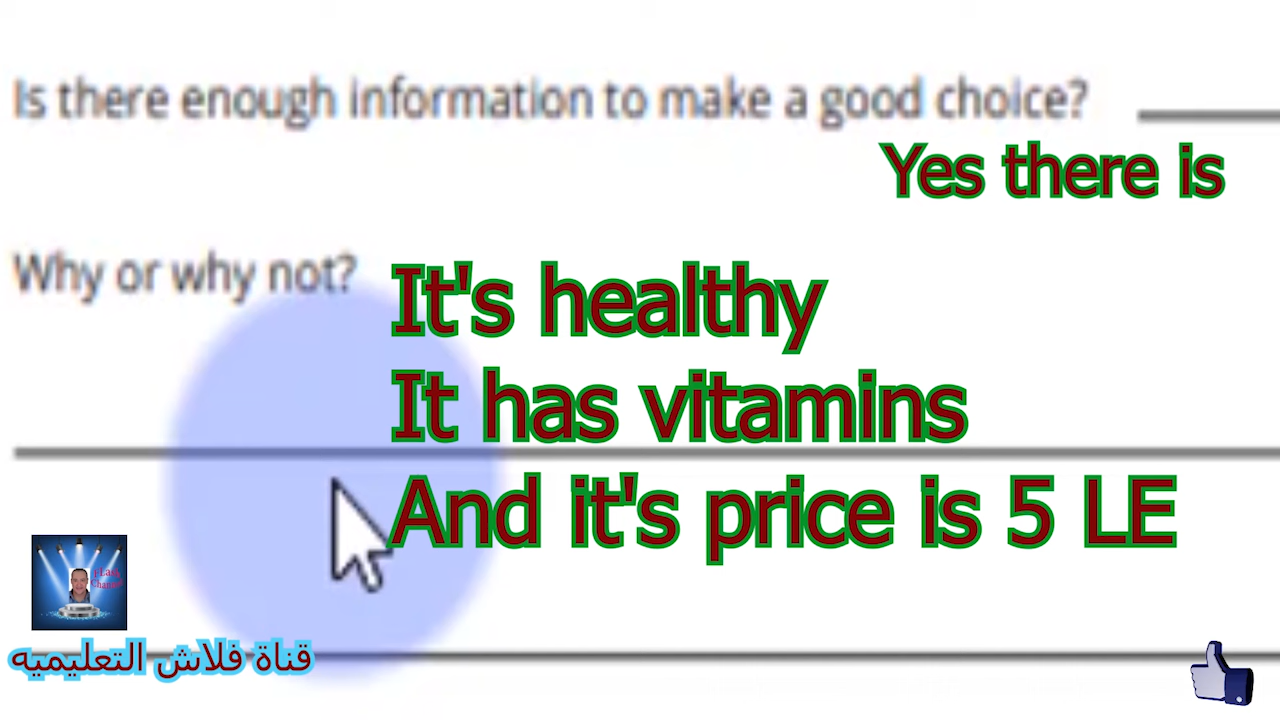 Is there enough information to make a good choice?
Yes there is
Why or why not?
It's healthy
It has vitamins
And it's price is 5 LE
قناة فلاش التعليميه